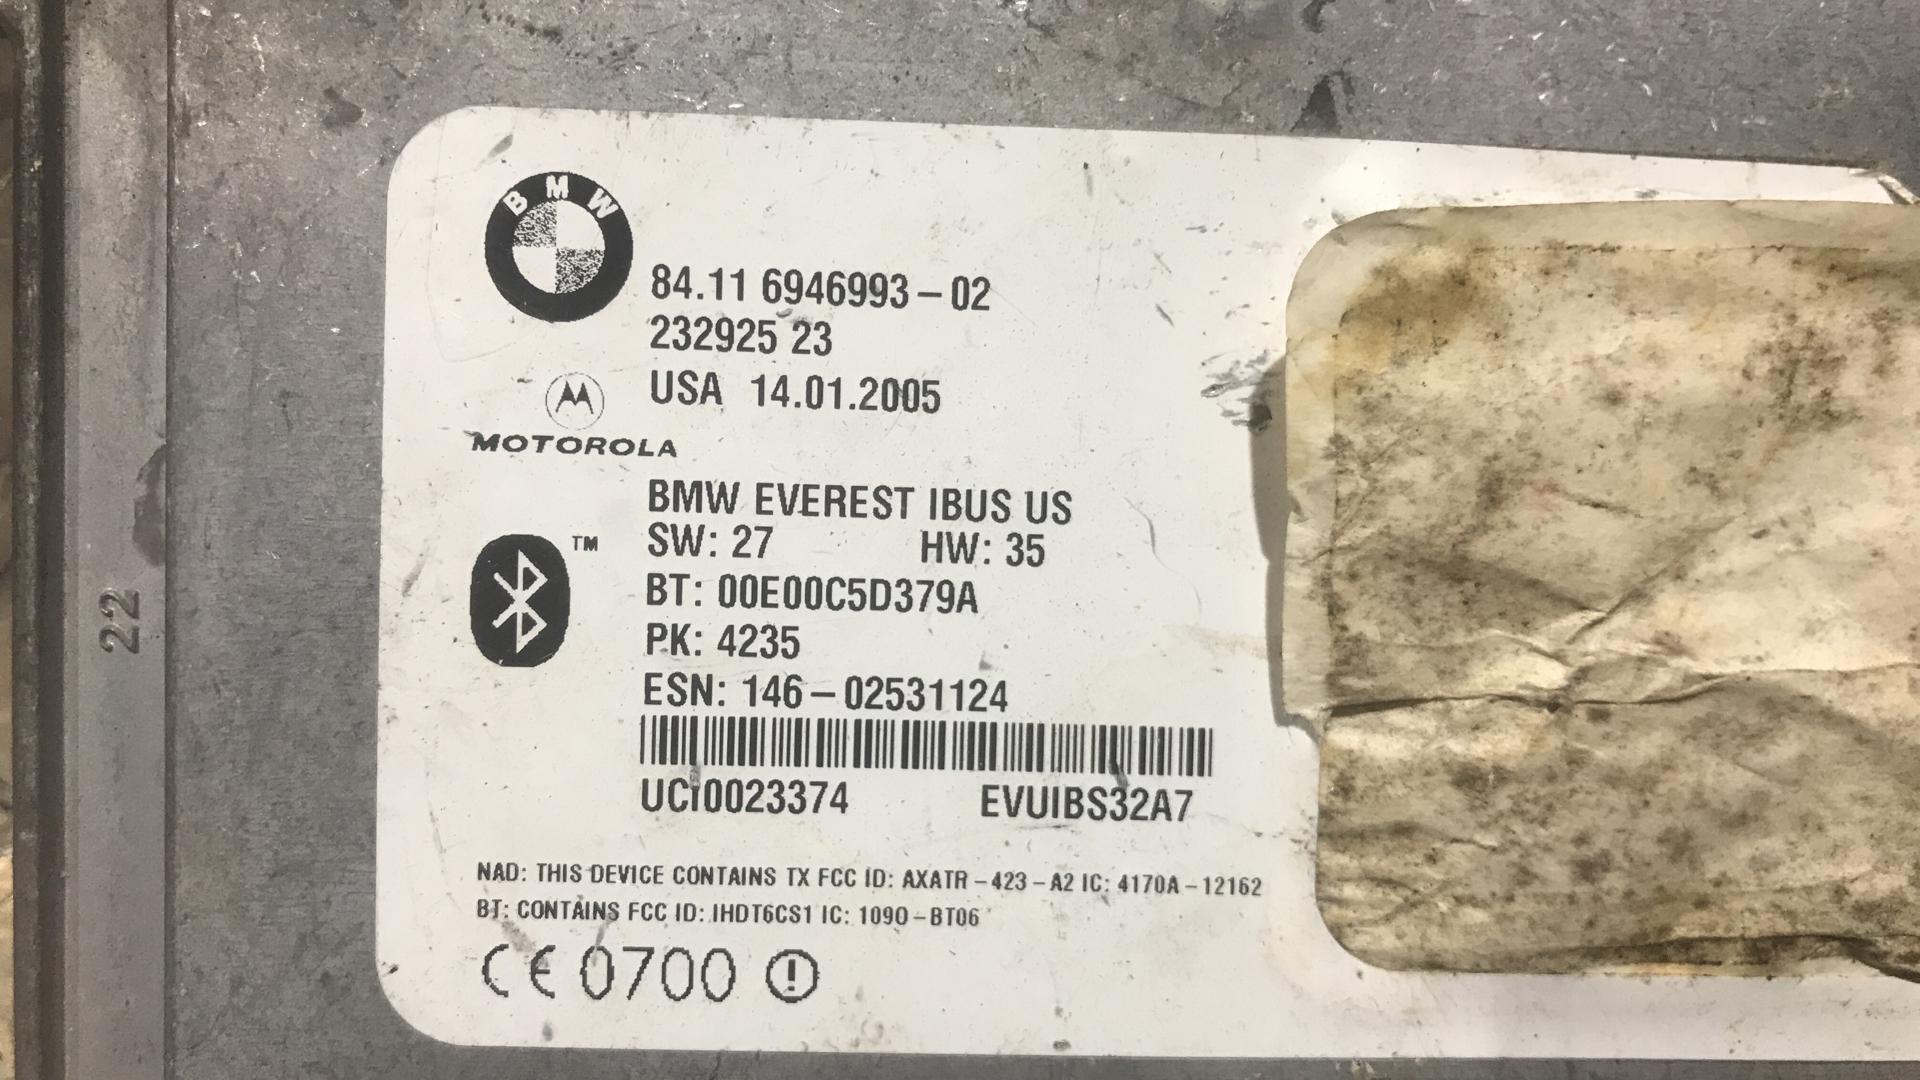 BMW
84.11 6946993-02
232925 23
USA 14.01.2005
MOTOROLA
BMW EVEREST IBUS US
SW: 27 HW: 35
TM
BT: 00E00C5D379A
PK: 4235
ESN: 146-02531124
UCI0023374 EVUIBS32A7
NAD: THIS DEVICE CONTAINS TX FCC ID: AXATR-423-A2 IC: 4170A-12162
BT: CONTAINS FCC ID: IHDT6CS1 IC: 1090-BT06
CE 0700
22